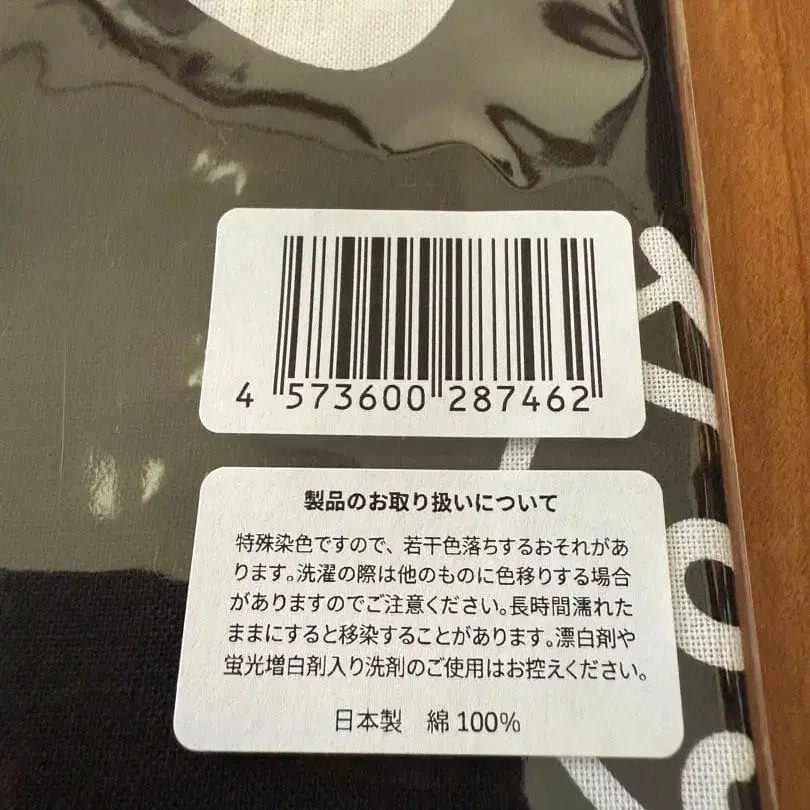 4 573600 287462
製品のお取り扱いについて
特殊染色ですので、若干色落ちするおそれがあ
ります。洗濯の際は他のものに色移りする場合
がありますのでご注意ください。長時間濡れた
ままにすると移染することがあります。漂白剤や
蛍光増白剤入り洗剤のご使用はお控えください。
日本製 綿 100%